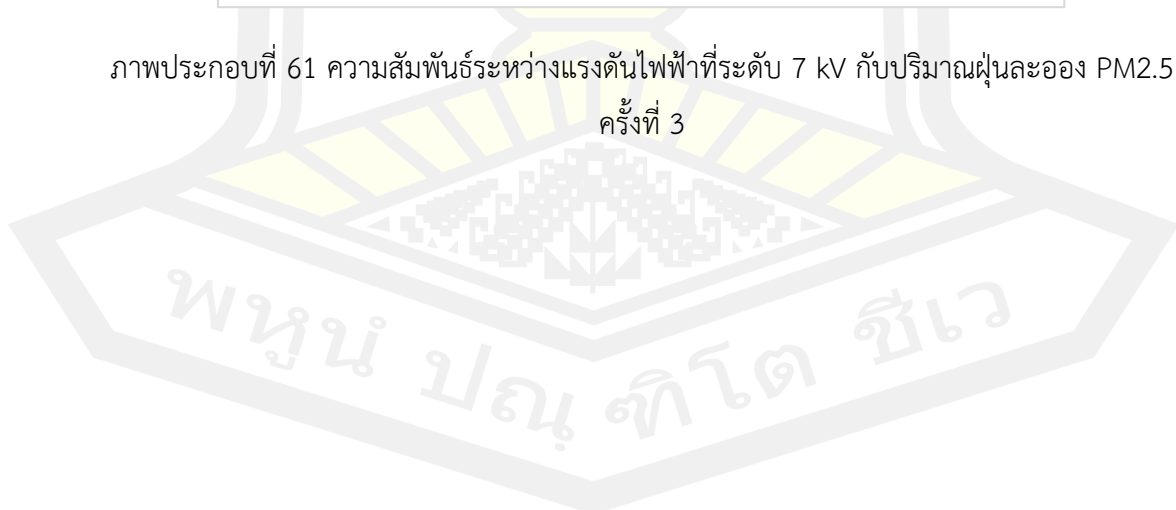 ภาพประกอบที่ 61 ความสัมพันธ์ระหว่างแรงดันไฟฟ้าที่ระดับ 7 kV กับปริมาณฝุ่นละออง PM2.5
ครั้งที่ 3
พหูนํ ปณฺฑิโต ชีเว